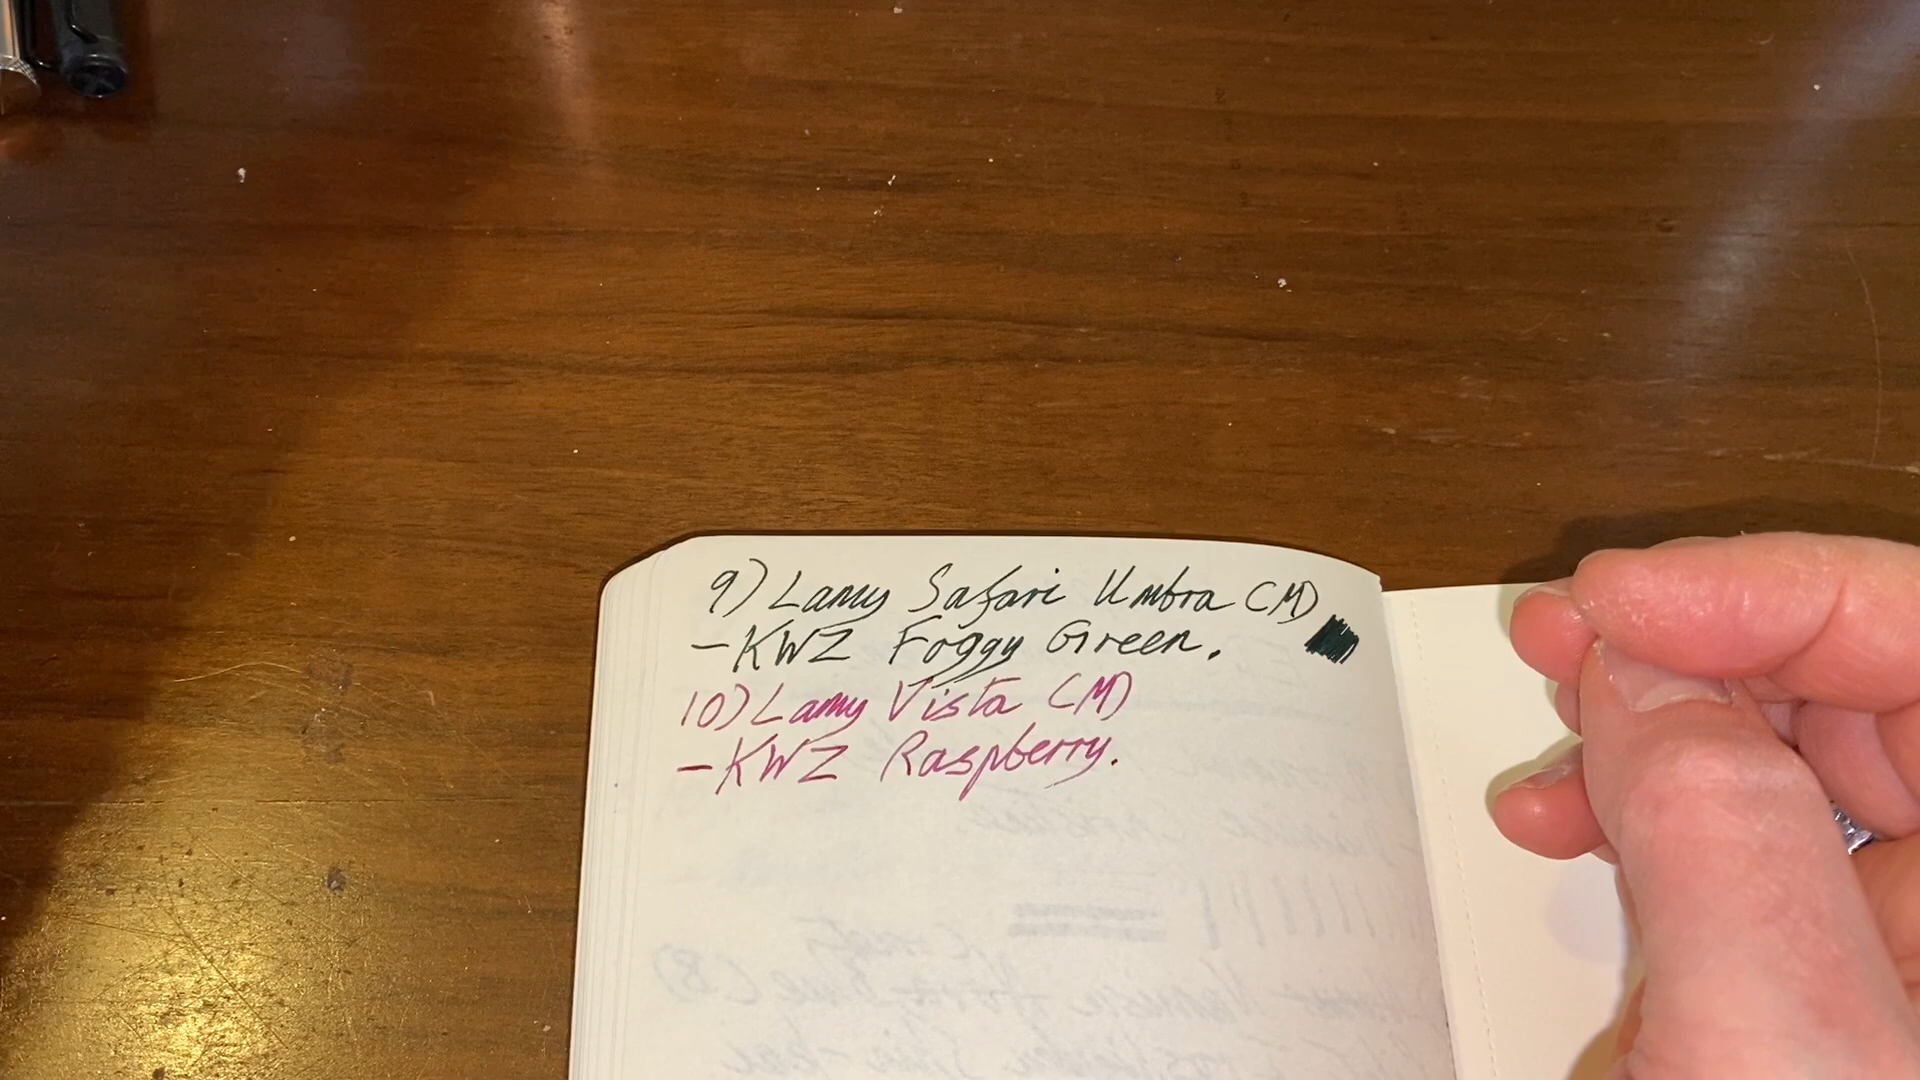 9) Lamy Safari Umbra (M)
- KWZ Foggy Green.
10) Lamy Vista (M)
- KWZ Raspberry.